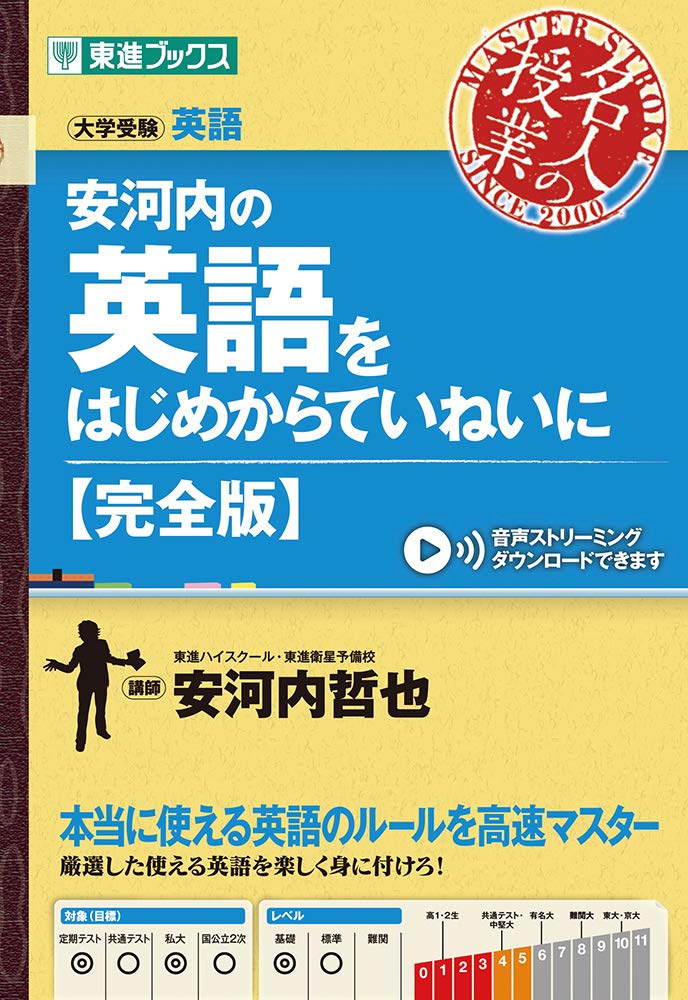 東進ブックス
MASTER STROKE
名人の
授業
SINCE 2000
大学受験 英語
安河内の
英語を
はじめからていねいに
【完全版】
音声ストリーミング
ダウンロードできます
東進ハイスクール・東進衛星予備校
講師 安河内哲也
本当に使える英語のルールを高速マスター
厳選した使える英語を楽しく身に付けろ!
対象(目標)
定期テスト 共通テスト 私大 国公立2次
◎ ○ ◎ ○
レベル
基礎 標準 難関
◎ ○
高1・2生 共通テスト・中堅大 有名大 難関大 東大・京大
0 1 2 3 4 5 6 7 8 9 10 11